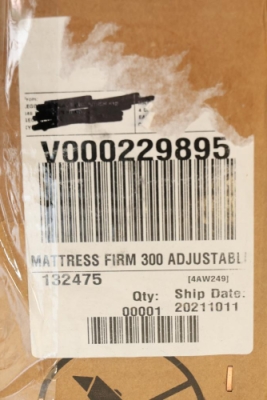 V000229895
MATTRESS FIRM 300 ADJUSTABL
132475 [4AW249]
Qty: Ship Date:
00001 20211011